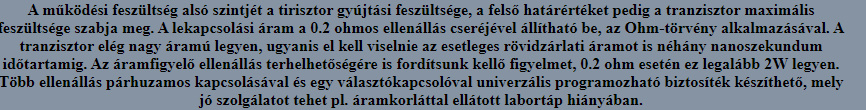 A működési feszültség alsó szintjét a tirisztor gyújtási feszültsége, a felső határértéket pedig a tranzisztor maximális
feszültsége szabja meg. A lekapcsolási áram a 0.2 ohmos ellenállás cseréjével állítható be, az Ohm-törvény alkalmazásával. A
tranzisztor elég nagy áramú legyen, ugyanis el kell viselnie az esetleges rövidzárlati áramot is néhány nanoszekundum
időtartamig. Az áramfigyelő ellenállás terhelhetőségére is fordítsunk kellő figyelmet, 0.2 ohm esetén ez legalább 2W legyen.
Több ellenállás párhuzamos kapcsolásával és egy választókapcsolóval univerzális programozható biztosíték készíthető, mely
jó szolgálatot tehet pl. áramkorláttal ellátott labortáp hiányában.